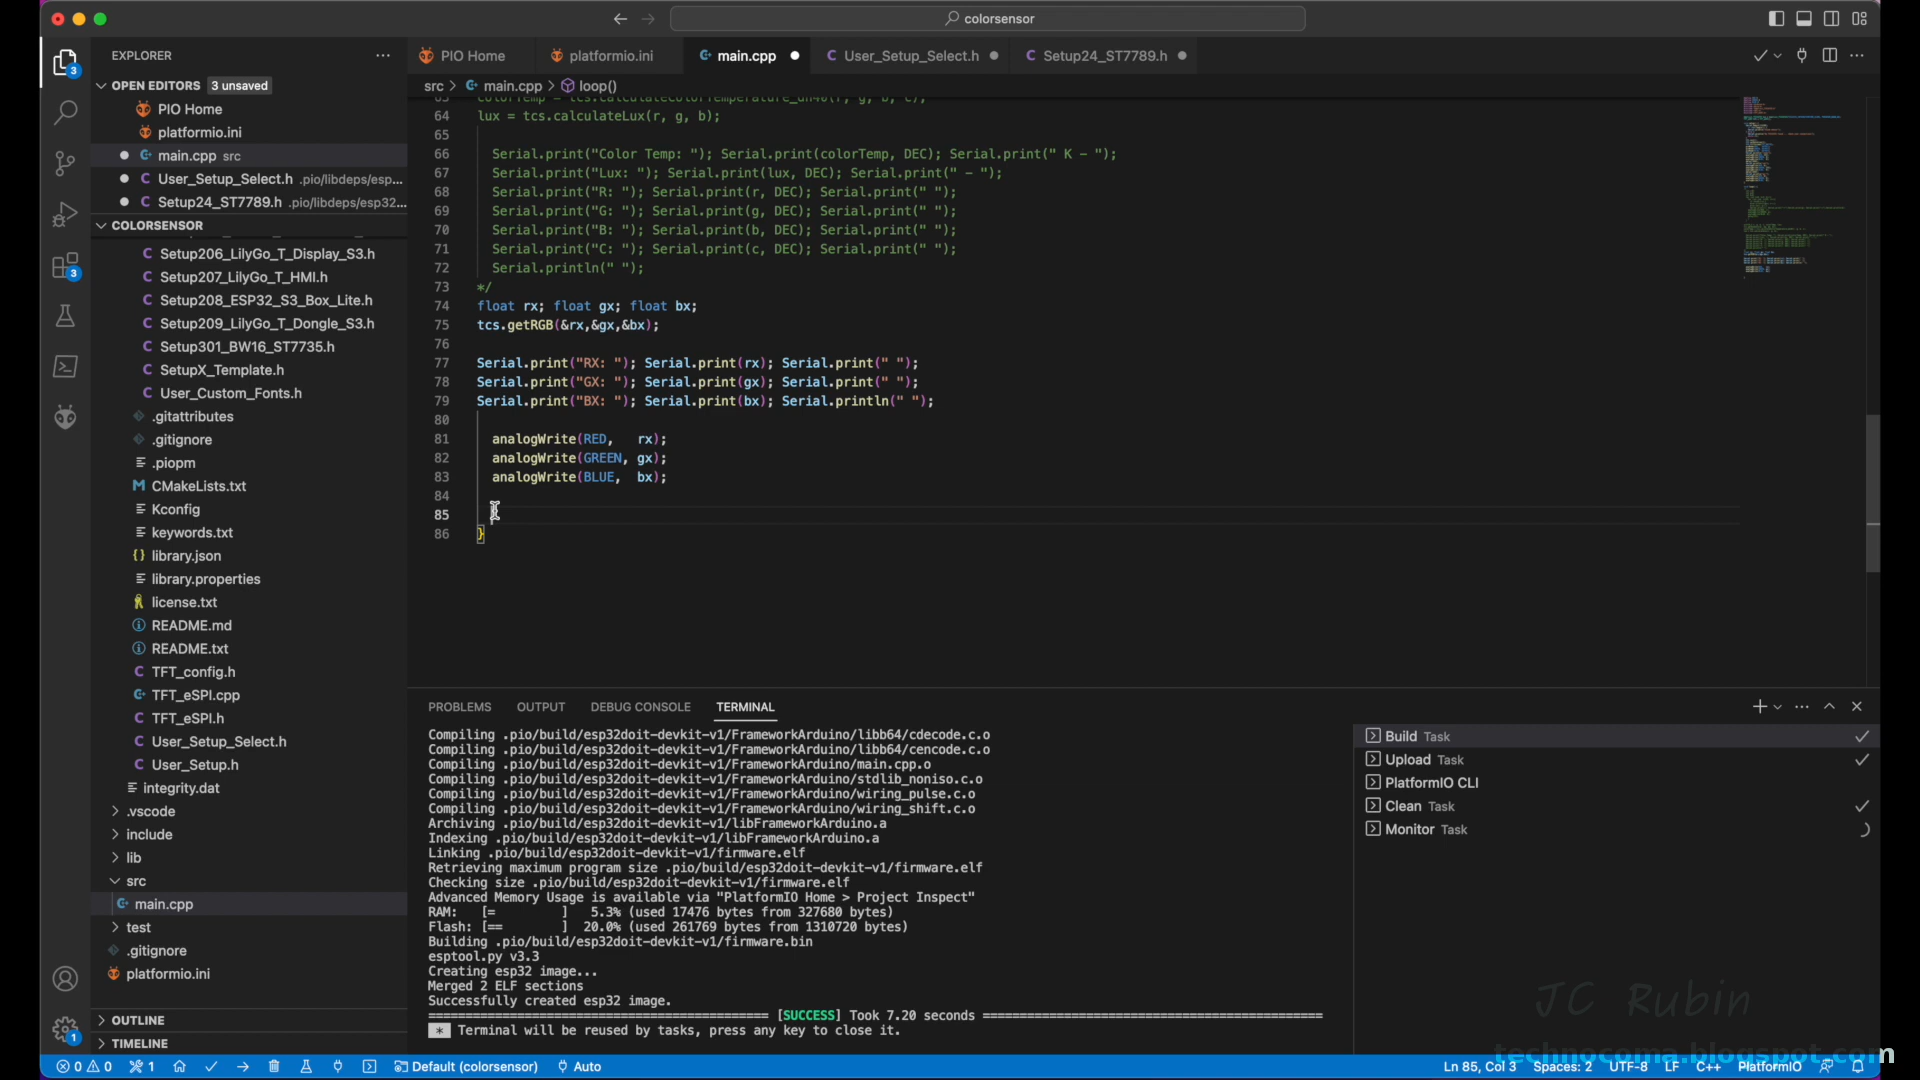 colorsensor
EXPLORER
OPEN EDITORS 3 unsaved
PIO Home
platformio.ini
main.cpp src
User_Setup_Select.h .pio/libdeps/esp...
Setup24_ST7789.h .pio/libdeps/esp32...
COLORSENSOR
Setup206_LilyGo_T_Display_S3.h
Setup207_LilyGo_T_HMI.h
Setup208_ESP32_S3_Box_Lite.h
Setup209_LilyGo_T_Dongle_S3.h
Setup301_BW16_ST7735.h
SetupX_Template.h
User_Custom_Fonts.h
.gitattributes
.gitignore
.piopm
CMakeLists.txt
Kconfig
keywords.txt
library.json
library.properties
license.txt
README.md
README.txt
TFT_config.h
TFT_eSPI.cpp
TFT_eSPI.h
User_Setup_Select.h
User_Setup.h
integrity.dat
.vscode
include
lib
src
main.cpp
test
.gitignore
platformio.ini
OUTLINE
TIMELINE
PIO Home platformio.ini main.cpp User_Setup_Select.h Setup24_ST7789.h
src > main.cpp > loop()
63 colorTemp = tcs.calculateColorTemperature_dn40(r, g, b, c);
64 lux = tcs.calculateLux(r, g, b);
65
66 Serial.print("Color Temp: "); Serial.print(colorTemp, DEC); Serial.print(" K - ");
67 Serial.print("Lux: "); Serial.print(lux, DEC); Serial.print(" - ");
68 Serial.print("R: "); Serial.print(r, DEC); Serial.print(" ");
69 Serial.print("G: "); Serial.print(g, DEC); Serial.print(" ");
70 Serial.print("B: "); Serial.print(b, DEC); Serial.print(" ");
71 Serial.print("C: "); Serial.print(c, DEC); Serial.print(" ");
72 Serial.println(" ");
73 */
74 float rx; float gx; float bx;
75 tcs.getRGB(&rx,&gx,&bx);
76
77 Serial.print("RX: "); Serial.print(rx); Serial.print(" ");
78 Serial.print("GX: "); Serial.print(gx); Serial.print(" ");
79 Serial.print("BX: "); Serial.print(bx); Serial.println(" ");
80
81 analogWrite(RED, rx);
82 analogWrite(GREEN, gx);
83 analogWrite(BLUE, bx);
84
85
86 }
PROBLEMS OUTPUT DEBUG CONSOLE TERMINAL
Compiling .pio/build/esp32doit-devkit-v1/FrameworkArduino/libb64/cdecode.c.o
Compiling .pio/build/esp32doit-devkit-v1/FrameworkArduino/libb64/cencode.c.o
Compiling .pio/build/esp32doit-devkit-v1/FrameworkArduino/main.cpp.o
Compiling .pio/build/esp32doit-devkit-v1/FrameworkArduino/stdlib_noniso.c.o
Compiling .pio/build/esp32doit-devkit-v1/FrameworkArduino/wiring_pulse.c.o
Compiling .pio/build/esp32doit-devkit-v1/FrameworkArduino/wiring_shift.c.o
Archiving .pio/build/esp32doit-devkit-v1/libFrameworkArduino.a
Indexing .pio/build/esp32doit-devkit-v1/libFrameworkArduino.a
Linking .pio/build/esp32doit-devkit-v1/firmware.elf
Retrieving maximum program size .pio/build/esp32doit-devkit-v1/firmware.elf
Checking size .pio/build/esp32doit-devkit-v1/firmware.elf
Advanced Memory Usage is available via "PlatformIO Home > Project Inspect"
RAM: [= ] 5.3% (used 17476 bytes from 327680 bytes)
Flash: [== ] 20.0% (used 261769 bytes from 1310720 bytes)
Building .pio/build/esp32doit-devkit-v1/firmware.bin
esptool.py v3.3
Creating esp32 image...
Merged 2 ELF sections
Successfully created esp32 image.
============================================= [SUCCESS] Took 7.20 seconds =============================================
* Terminal will be reused by tasks, press any key to close it.
Build Task
Upload Task
PlatformIO CLI
Clean Task
Monitor Task
JC Rubin
technocoma.blogspot.com
3
3
1
0 0 1 Default (colorsensor) Auto
Ln 85, Col 3 Spaces: 2 UTF-8 LF C++ PlatformIO